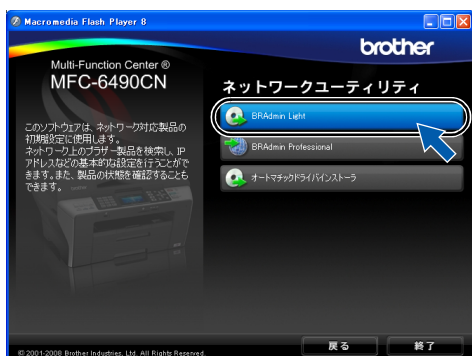 Macromedia Flash Player 8
brother
Multi-Function Center ®
MFC-6490CN
このソフトウェアは、ネットワーク対応製品の
初期設定に使用します。
ネットワーク上のブラザー製品を検索し、IP
アドレスなどの基本的な設定を行うことがで
きます。また、製品の状態を確認することも
できます。
ネットワークユーティリティ
BRAdmin Light
BRAdmin Professional
オートマチックドライバインストーラ
戻る
終了
© 2001-2008 Brother Industries, Ltd. All Rights Reserved.